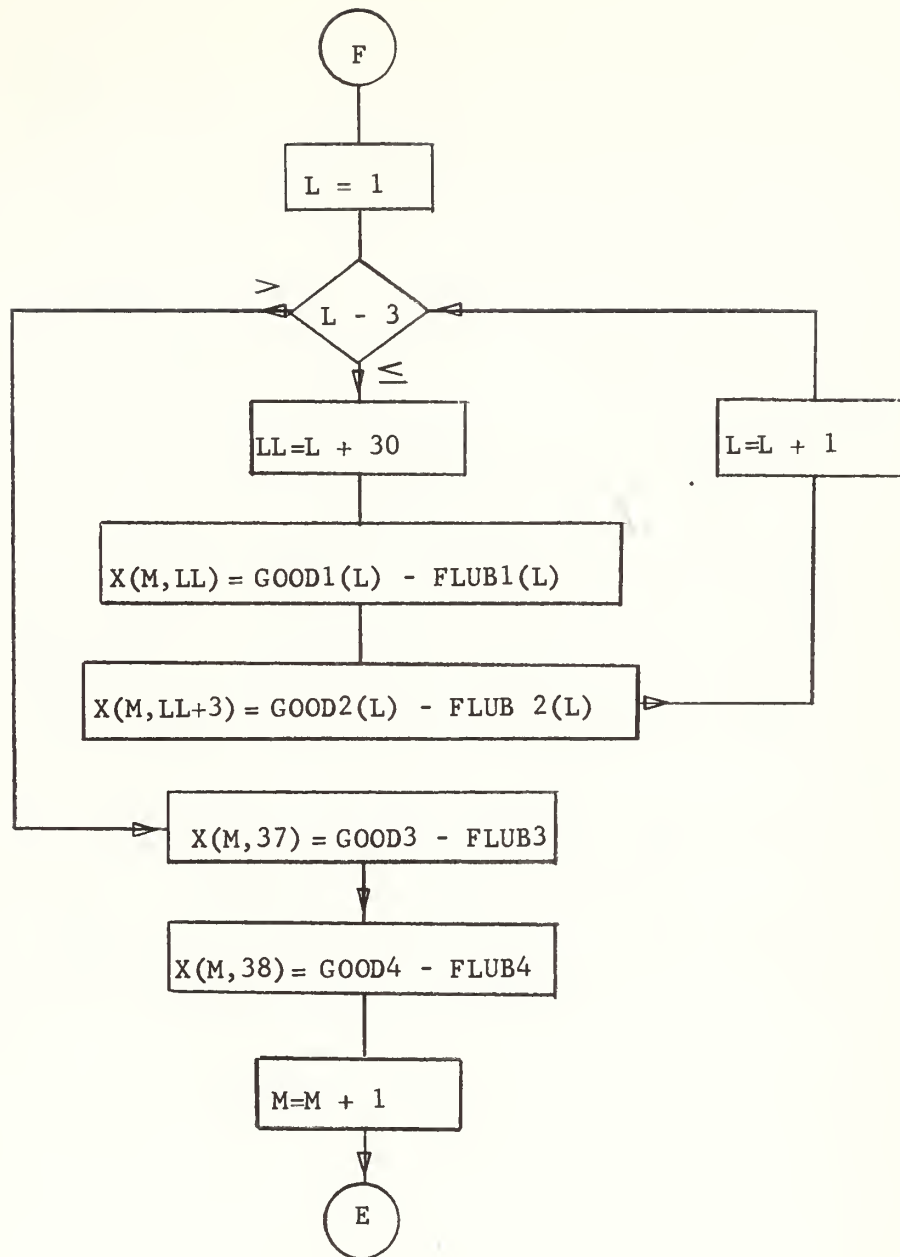 F
L = 1
>
L - 3
≤
LL=L + 30
L=L + 1
X(M,LL) = GOOD1(L) - FLUB1(L)
X(M,LL+3) = GOOD2(L) - FLUB 2(L)
X(M,37) = GOOD3 - FLUB3
X(M,38) = GOOD4 - FLUB4
M=M + 1
E